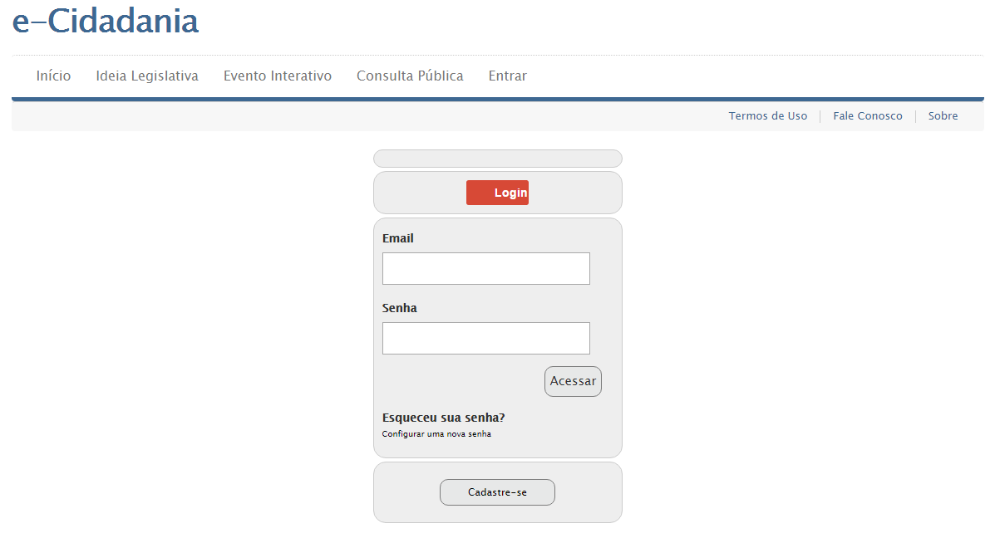 e-Cidadania
Início Ideia Legislativa Evento Interativo Consulta Pública Entrar
Termos de Uso Fale Conosco Sobre
Login
Email
Senha
Acessar
Esqueceu sua senha?
Configurar uma nova senha
Cadastre-se